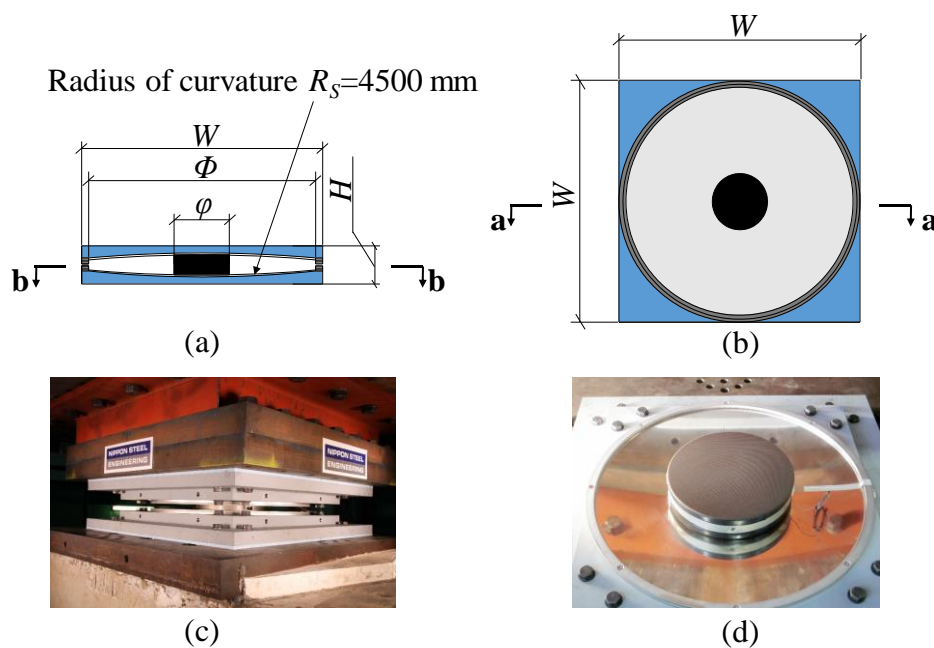 W
Radius of curvature R_S=4500 mm
W
Φ
H
φ
W
a
a
b
b
(a)
(b)
NIPPON STEEL
ENGINEERING
NIPPON STEEL
ENGINEERING
(c)
(d)